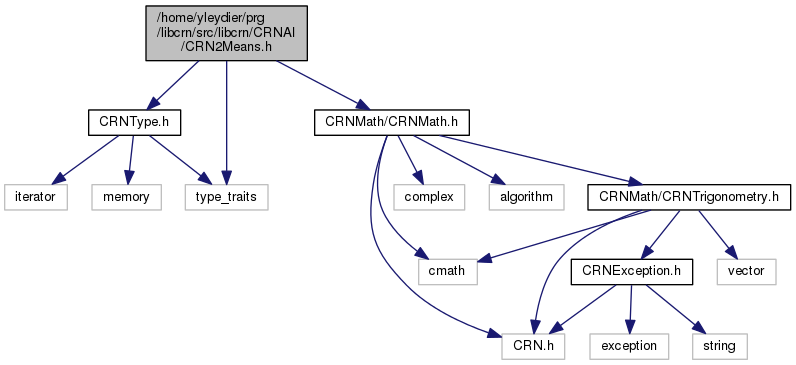 /home/yleydier/prg
/libcrn/src/libcrn/CRNAI
/CRN2Means.h
CRNType.h
CRNMath/CRNMath.h
iterator
memory
type_traits
complex
algorithm
CRNMath/CRNTrigonometry.h
cmath
CRNException.h
vector
CRN.h
exception
string